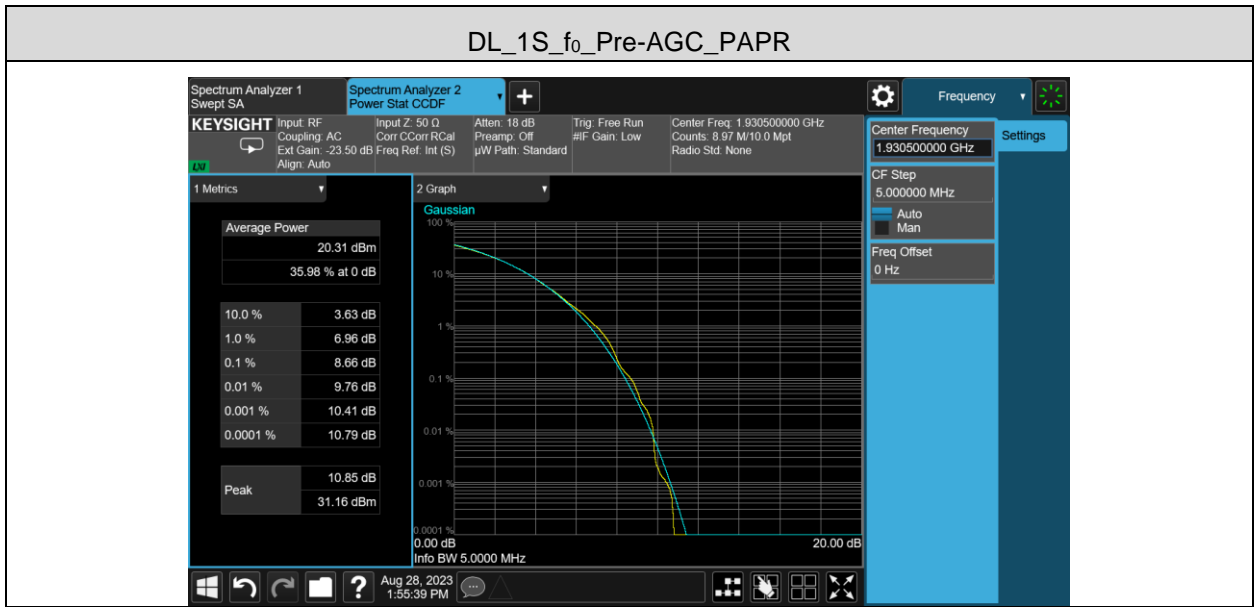 DL_1S_f0_Pre-AGC_PAPR
Spectrum Analyzer 1
Swept SA
Spectrum Analyzer 2
Power Stat CCDF
Frequency
KEYSIGHT
Input: RF
Coupling: AC
Ext Gain: -23.50 dB
Align: Auto
Input Z: 50 Ω
Corr CCorr RCal
Freq Ref: Int (S)
Atten: 18 dB
Preamp: Off
µW Path: Standard
Trig: Free Run
#IF Gain: Low
Center Freq: 1.930500000 GHz
Counts: 8.97 M/10.0 Mpt
Radio Std: None
LXI
Center Frequency
1.930500000 GHz
Settings
CF Step
5.000000 MHz
Auto
Man
Freq Offset
0 Hz
1 Metrics
Average Power
20.31 dBm
35.98 % at 0 dB
10.0 % 3.63 dB
1.0 % 6.96 dB
0.1 % 8.66 dB
0.01 % 9.76 dB
0.001 % 10.41 dB
0.0001 % 10.79 dB
Peak
10.85 dB
31.16 dBm
2 Graph
Gaussian
100 %
10 %
1 %
0.1 %
0.01 %
0.001 %
0.0001 %
0.00 dB 20.00 dB
Info BW 5.0000 MHz
?
Aug 28, 2023
1:55:39 PM